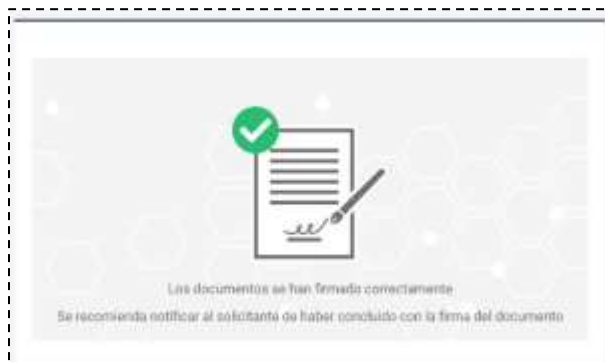 Los documentos se han firmado correctamente
Se recomienda notificar al solicitante de haber concluido con la firma del documento